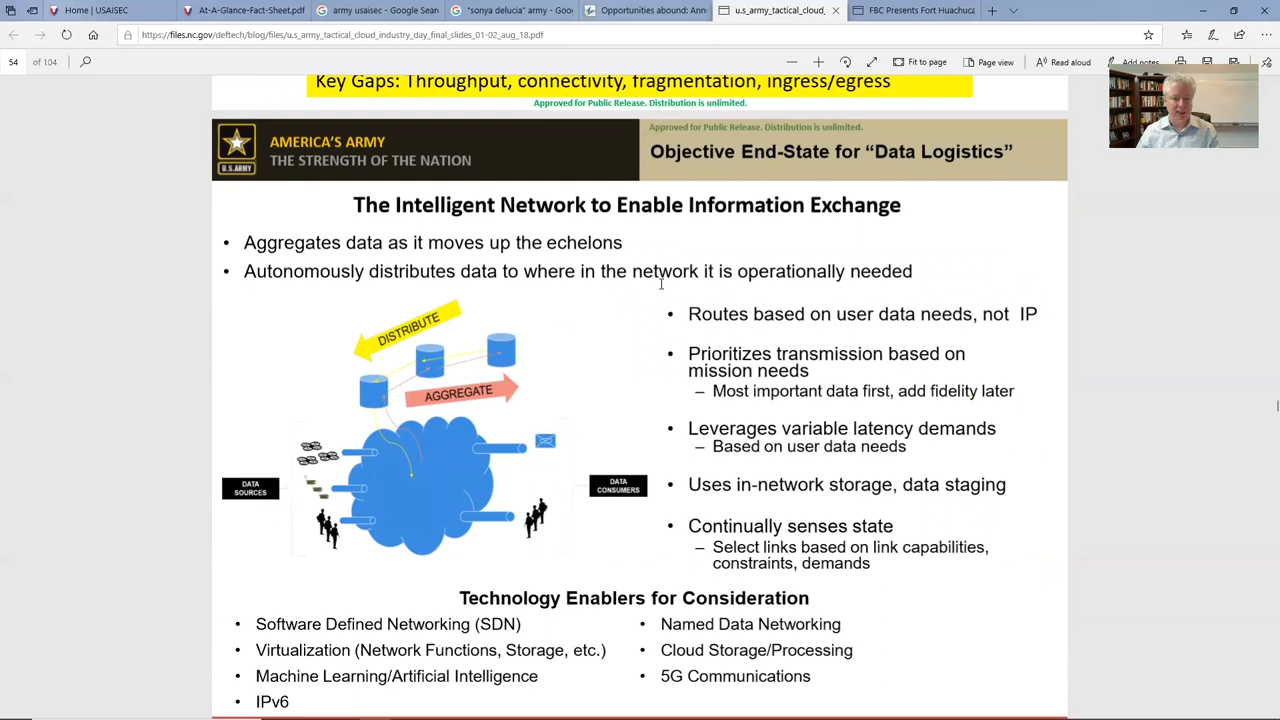 Home | USAISEC
At-A-Glance-Fact-Sheet.pdf
army usaisec - Google Sear
"sonya delucia" army - Goo
Opportunities abound: Ann
u.s_army_tactical_cloud_
FBC Presents Fort Huachuca
https://files.nc.gov/deftech/blog/files/u.s_army_tactical_cloud_industry_day_final_slides_01-02_aug_18.pdf
54 of 104
Fit to page
Page view
Read aloud
Key Gaps: Throughput, connectivity, fragmentation, ingress/egress
Approved for Public Release. Distribution is unlimited.
U.S.ARMY
AMERICA'S ARMY
THE STRENGTH OF THE NATION
Approved for Public Release. Distribution is unlimited.
Objective End-State for “Data Logistics”
The Intelligent Network to Enable Information Exchange
• Aggregates data as it moves up the echelons
• Autonomously distributes data to where in the network it is operationally needed
DISTRIBUTE
AGGREGATE
DATA
SOURCES
DATA
CONSUMERS
• Routes based on user data needs, not IP
• Prioritizes transmission based on
mission needs
– Most important data first, add fidelity later
• Leverages variable latency demands
– Based on user data needs
• Uses in-network storage, data staging
• Continually senses state
– Select links based on link capabilities,
constraints, demands
Technology Enablers for Consideration
• Software Defined Networking (SDN)
• Virtualization (Network Functions, Storage, etc.)
• Machine Learning/Artificial Intelligence
• IPv6
• Named Data Networking
• Cloud Storage/Processing
• 5G Communications